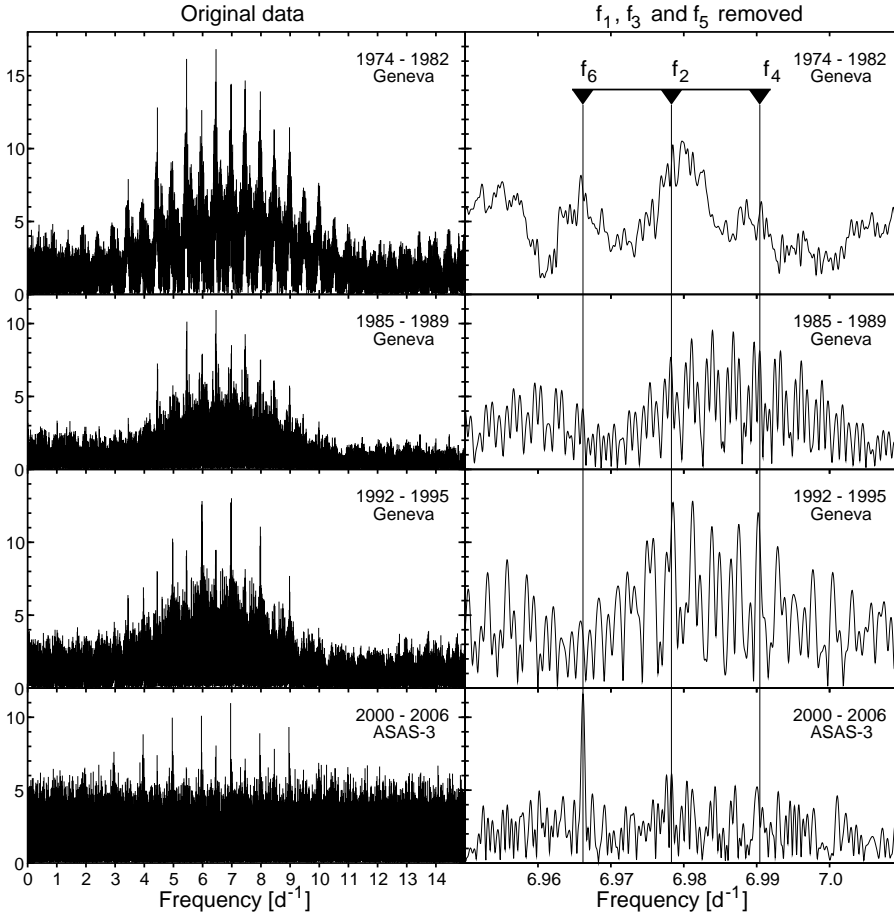 Original data
f₁, f₃ and f₅ removed
1974 - 1982
Geneva
15
10
5
0
f₆
f₂
f₄
1974 - 1982
Geneva
1985 - 1989
Geneva
10
5
0
1985 - 1989
Geneva
1992 - 1995
Geneva
10
5
0
1992 - 1995
Geneva
2000 - 2006
ASAS-3
10
5
0
2000 - 2006
ASAS-3
0 1 2 3 4 5 6 7 8 9 10 11 12 13 14
6.96 6.97 6.98 6.99 7.0
Frequency [d⁻¹]
Frequency [d⁻¹]